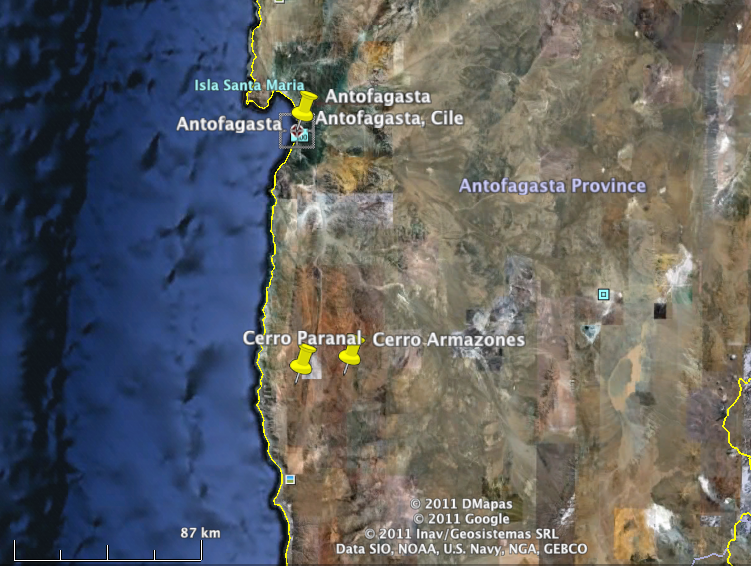 Isla Santa Maria
Antofagasta
Antofagasta
Antofagasta, Cile
Antofagasta Province
Cerro Paranal
Cerro Armazones
© 2011 DMapas
© 2011 Google
© 2011 Inav/Geosistemas SRL
Data SIO, NOAA, U.S. Navy, NGA, GEBCO
87 km